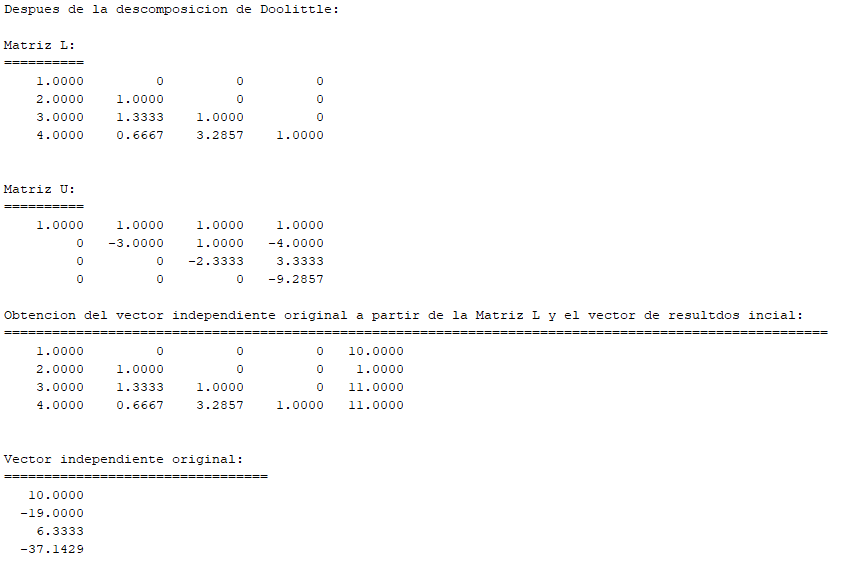 Despues de la descomposicion de Doolittle:
Matriz L:
==========
1.0000 0 0 0
2.0000 1.0000 0 0
3.0000 1.3333 1.0000 0
4.0000 0.6667 3.2857 1.0000
Matriz U:
==========
1.0000 1.0000 1.0000 1.0000
0 -3.0000 1.0000 -4.0000
0 0 -2.3333 3.3333
0 0 0 -9.2857
Obtencion del vector independiente original a partir de la Matriz L y el vector de resultdos incial:
=======================================================================================================
1.0000 0 0 0 10.0000
2.0000 1.0000 0 0 1.0000
3.0000 1.3333 1.0000 0 11.0000
4.0000 0.6667 3.2857 1.0000 11.0000
Vector independiente original:
=================================
10.0000
-19.0000
6.3333
-37.1429